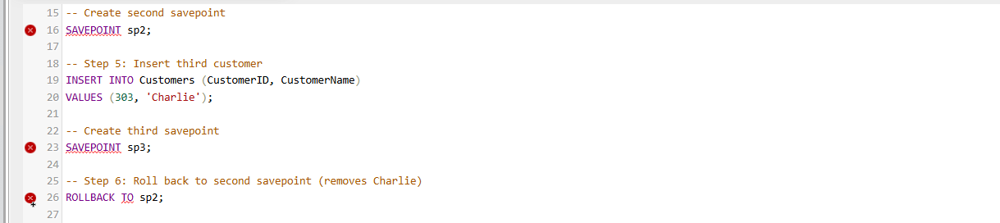 15 -- Create second savepoint
16 SAVEPOINT sp2;
17
18 -- Step 5: Insert third customer
19 INSERT INTO Customers (CustomerID, CustomerName)
20 VALUES (303, 'Charlie');
21
22 -- Create third savepoint
23 SAVEPOINT sp3;
24
25 -- Step 6: Roll back to second savepoint (removes Charlie)
26 ROLLBACK TO sp2;
27